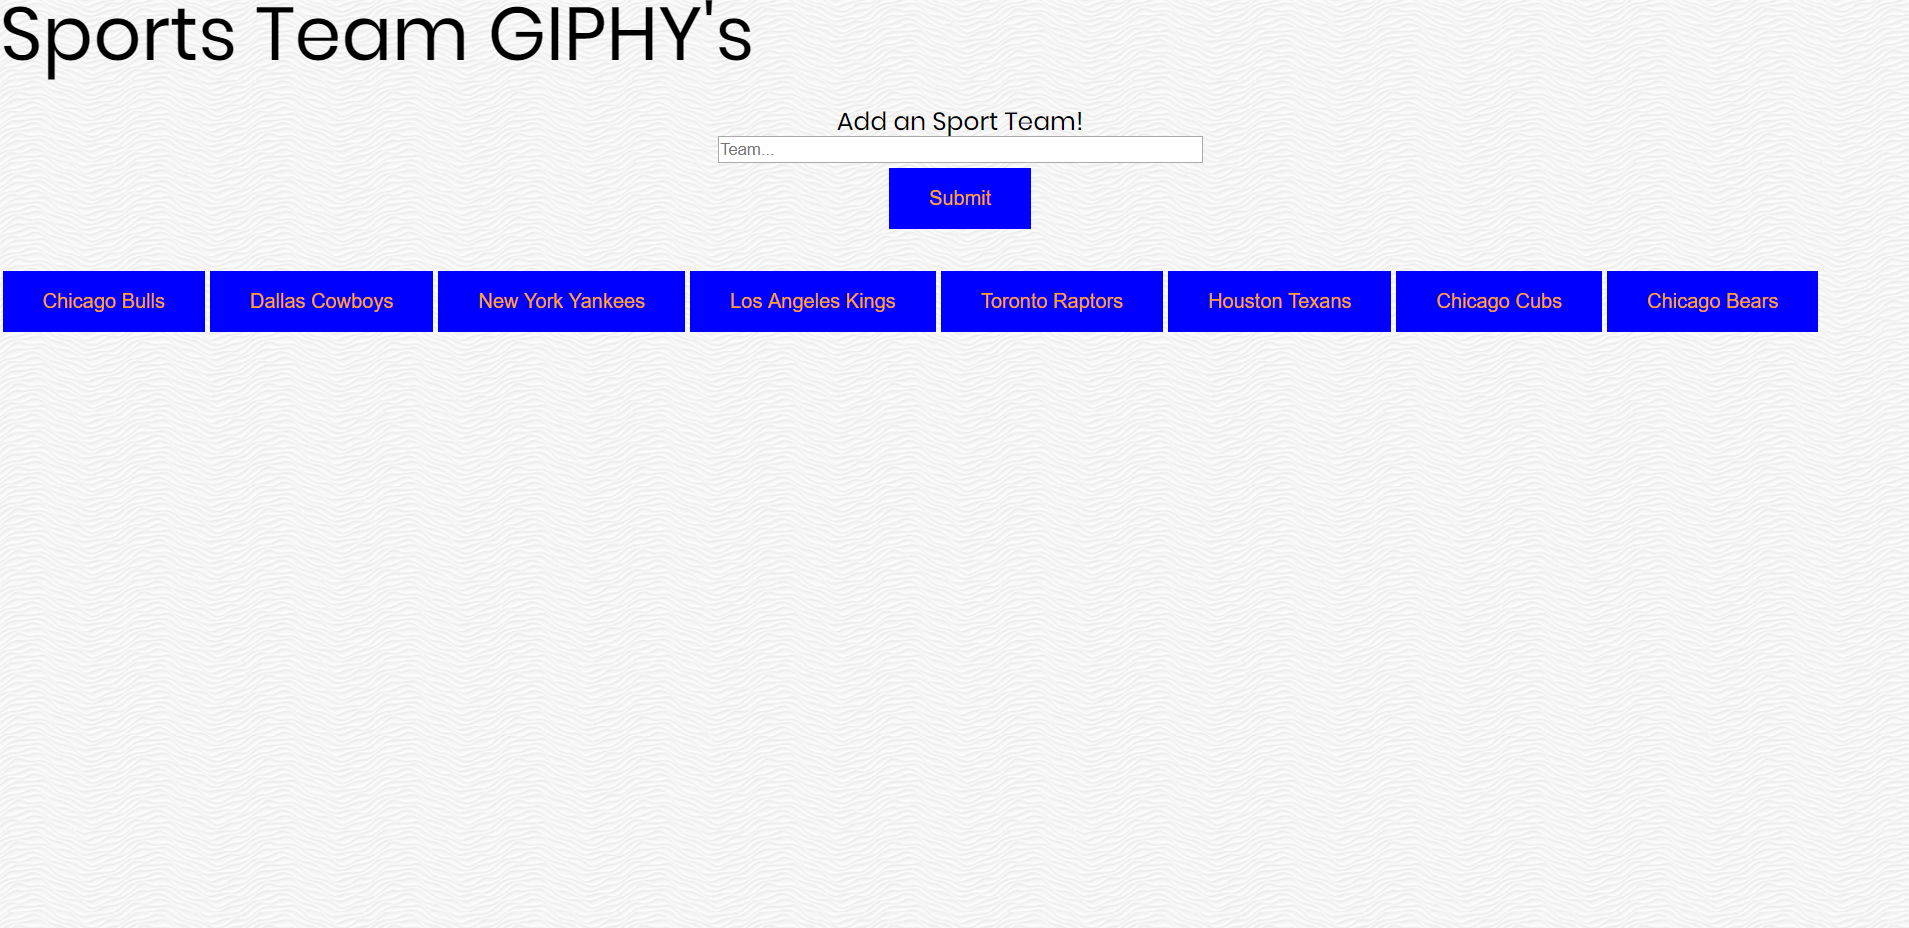 Sports Team GIPHY's
Add an Sport Team!
Team...
Submit
Chicago Bulls Dallas Cowboys New York Yankees Los Angeles Kings Toronto Raptors Houston Texans Chicago Cubs Chicago Bears